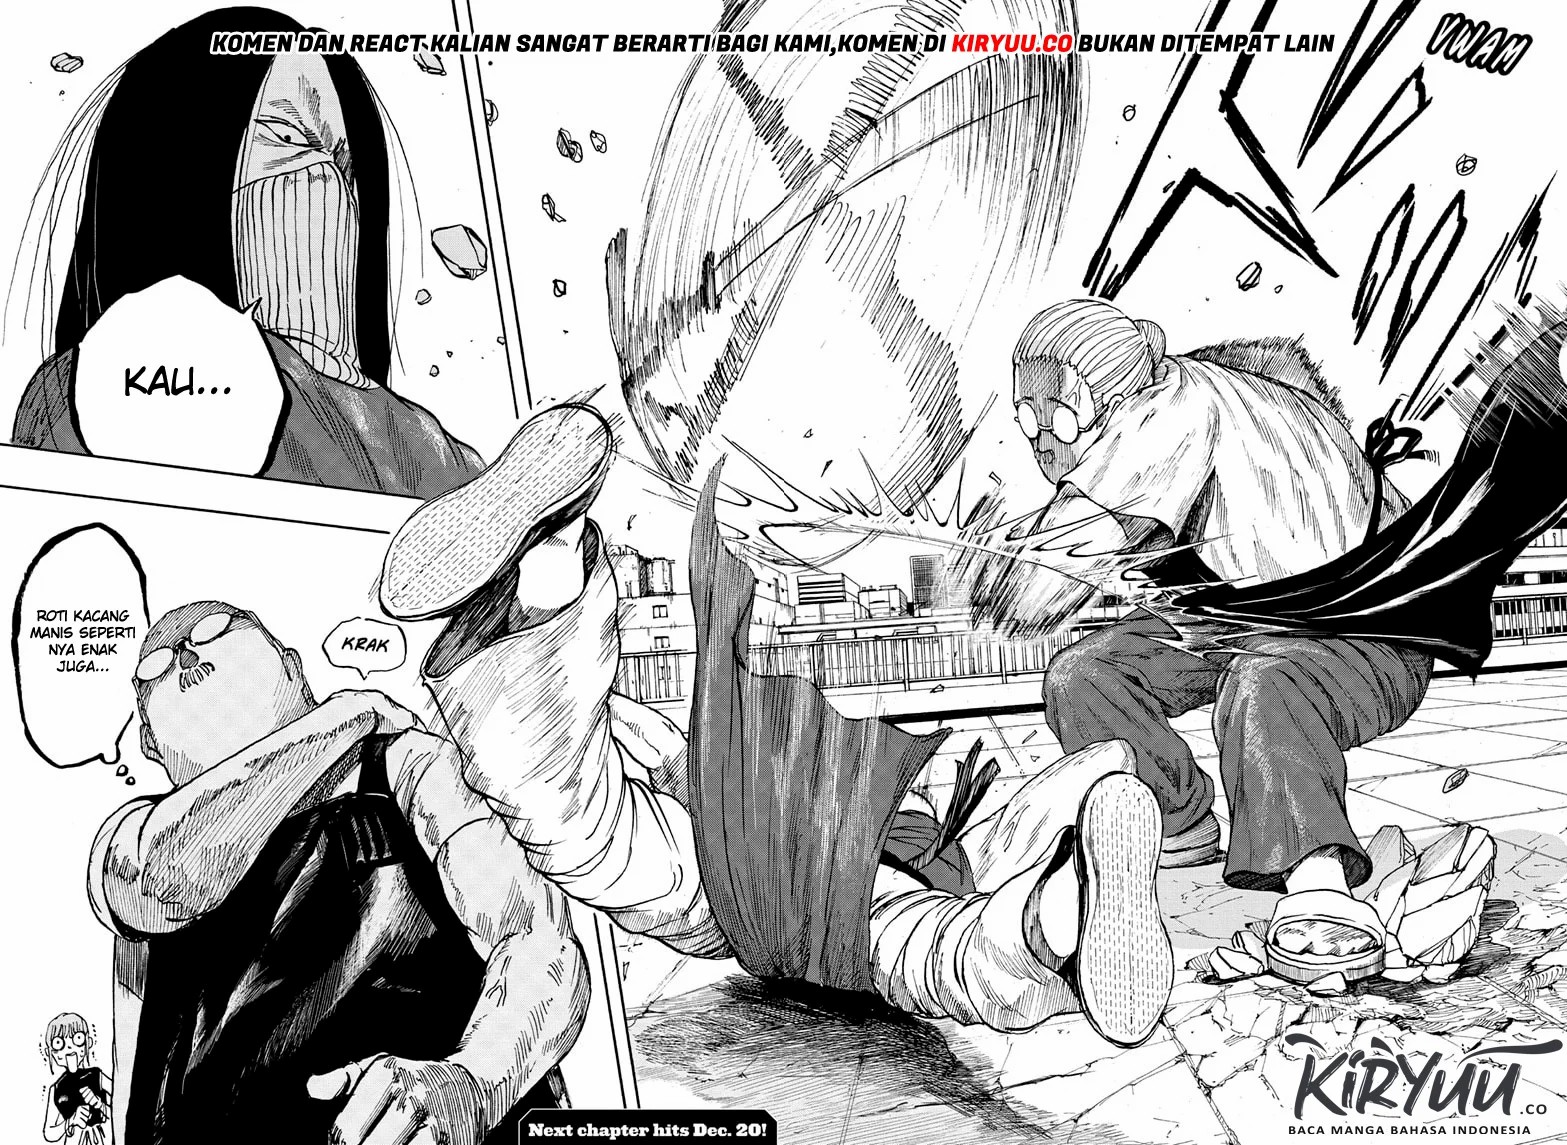 KOMEN DAN REACT KALIAN SANGAT BERARTI BAGI KAMI,KOMEN DI KIRYUU.CO BUKAN DITEMPAT LAIN
VWAM
KAU...
KRAK
ROTI KACANG
MANIS SEPERTI
NYA ENAK
JUGA...
Next chapter hits Dec. 20!
KIRYUU.CO
BACA MANGA BAHASA INDONESIA